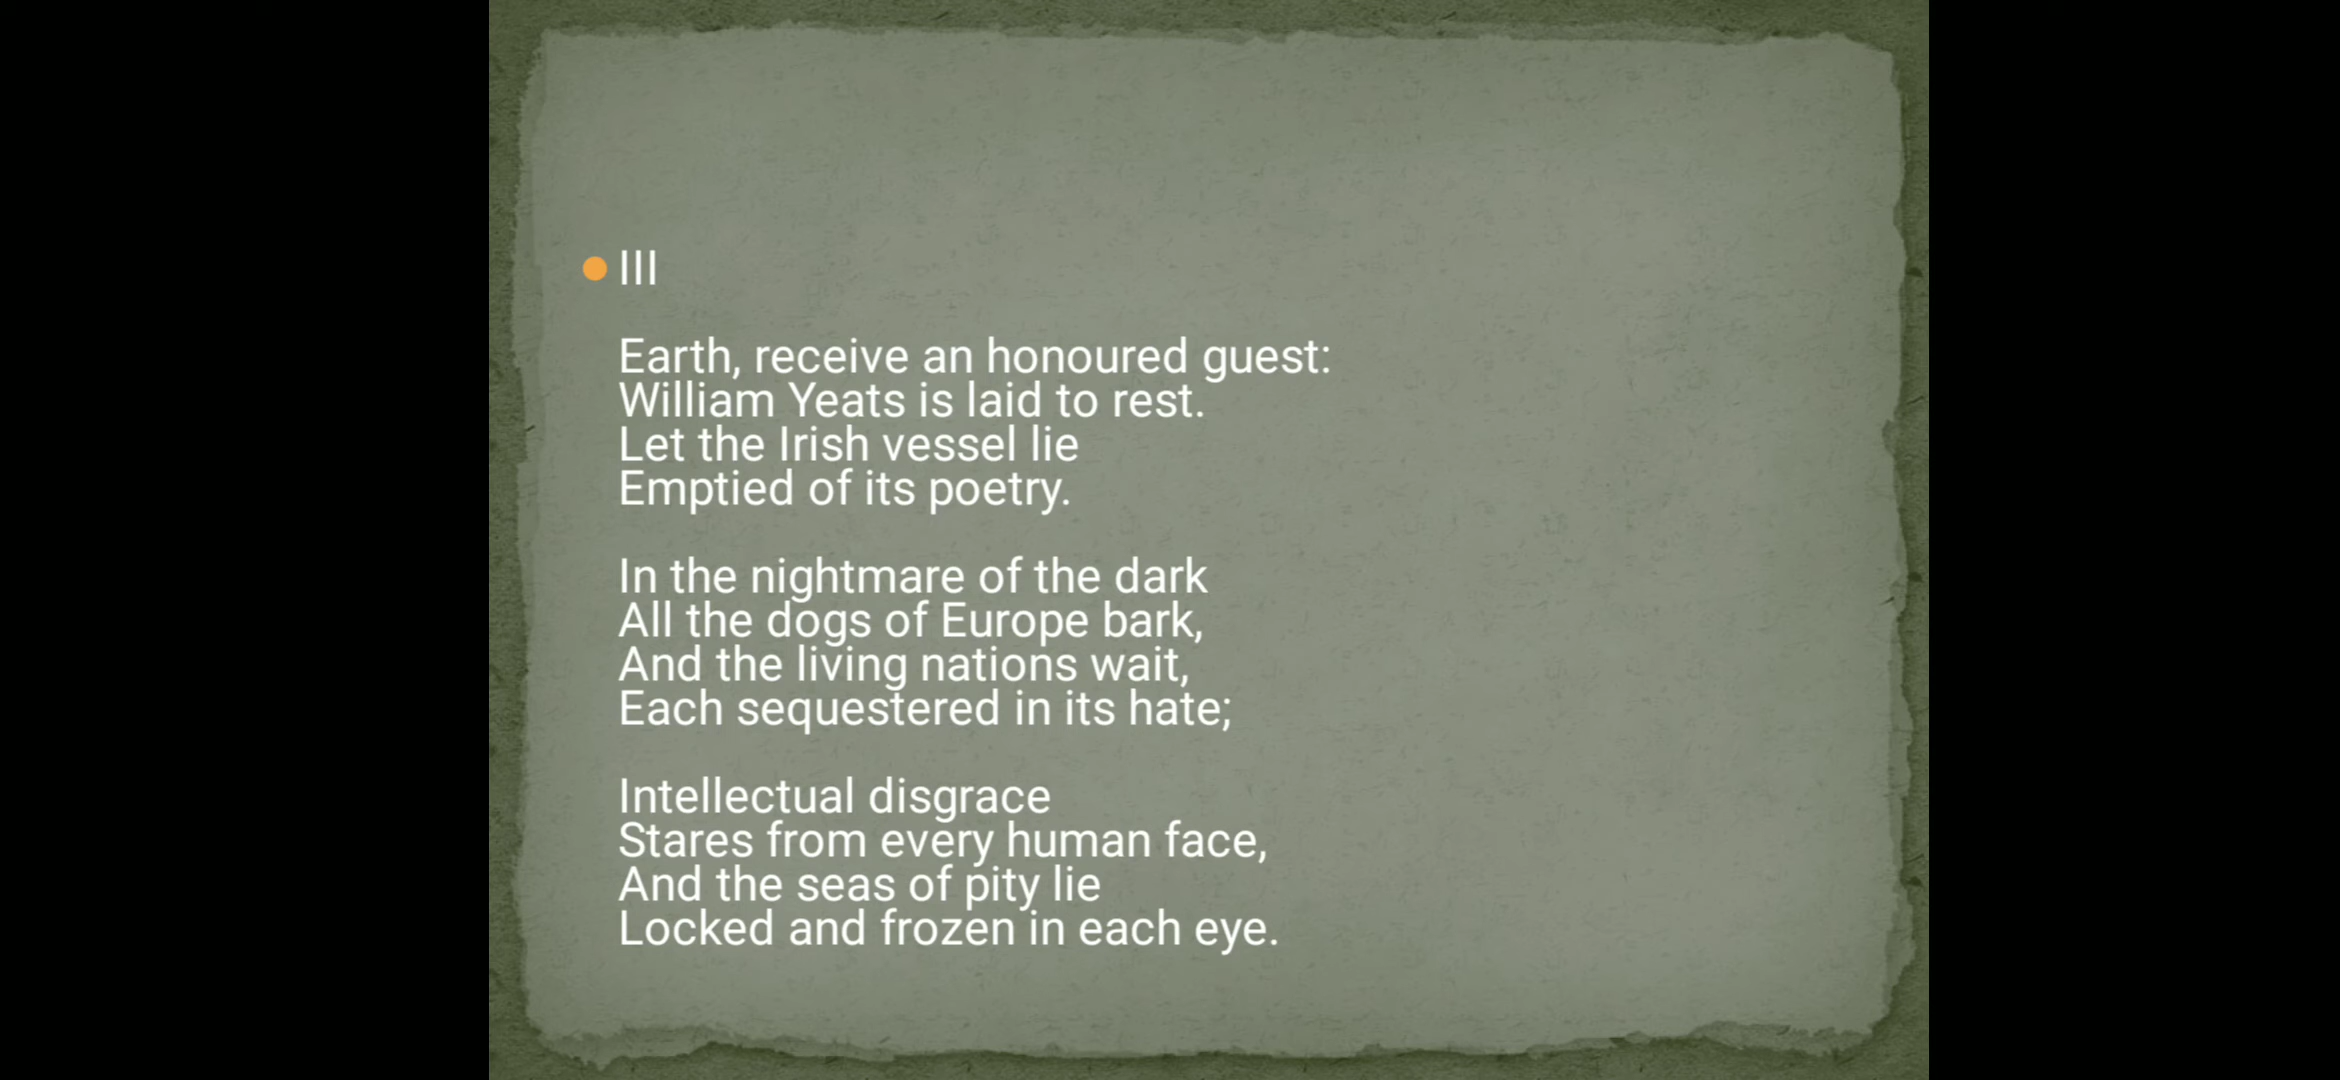 III
Earth, receive an honoured guest:
William Yeats is laid to rest.
Let the Irish vessel lie
Emptied of its poetry.
In the nightmare of the dark
All the dogs of Europe bark,
And the living nations wait,
Each sequestered in its hate;
Intellectual disgrace
Stares from every human face,
And the seas of pity lie
Locked and frozen in each eye.